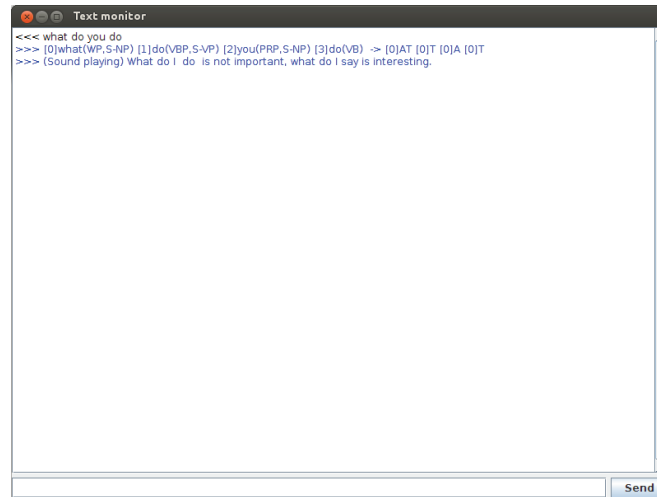 Text monitor
<<< what do you do
>>> [0]what(WP,S-NP) [1]do(VBP,S-VP) [2]you(PRP,S-NP) [3]do(VB) -> [0]AT [0]T [0]A [0]T
>>> (Sound playing) What do I do is not important, what do I say is interesting.
Send